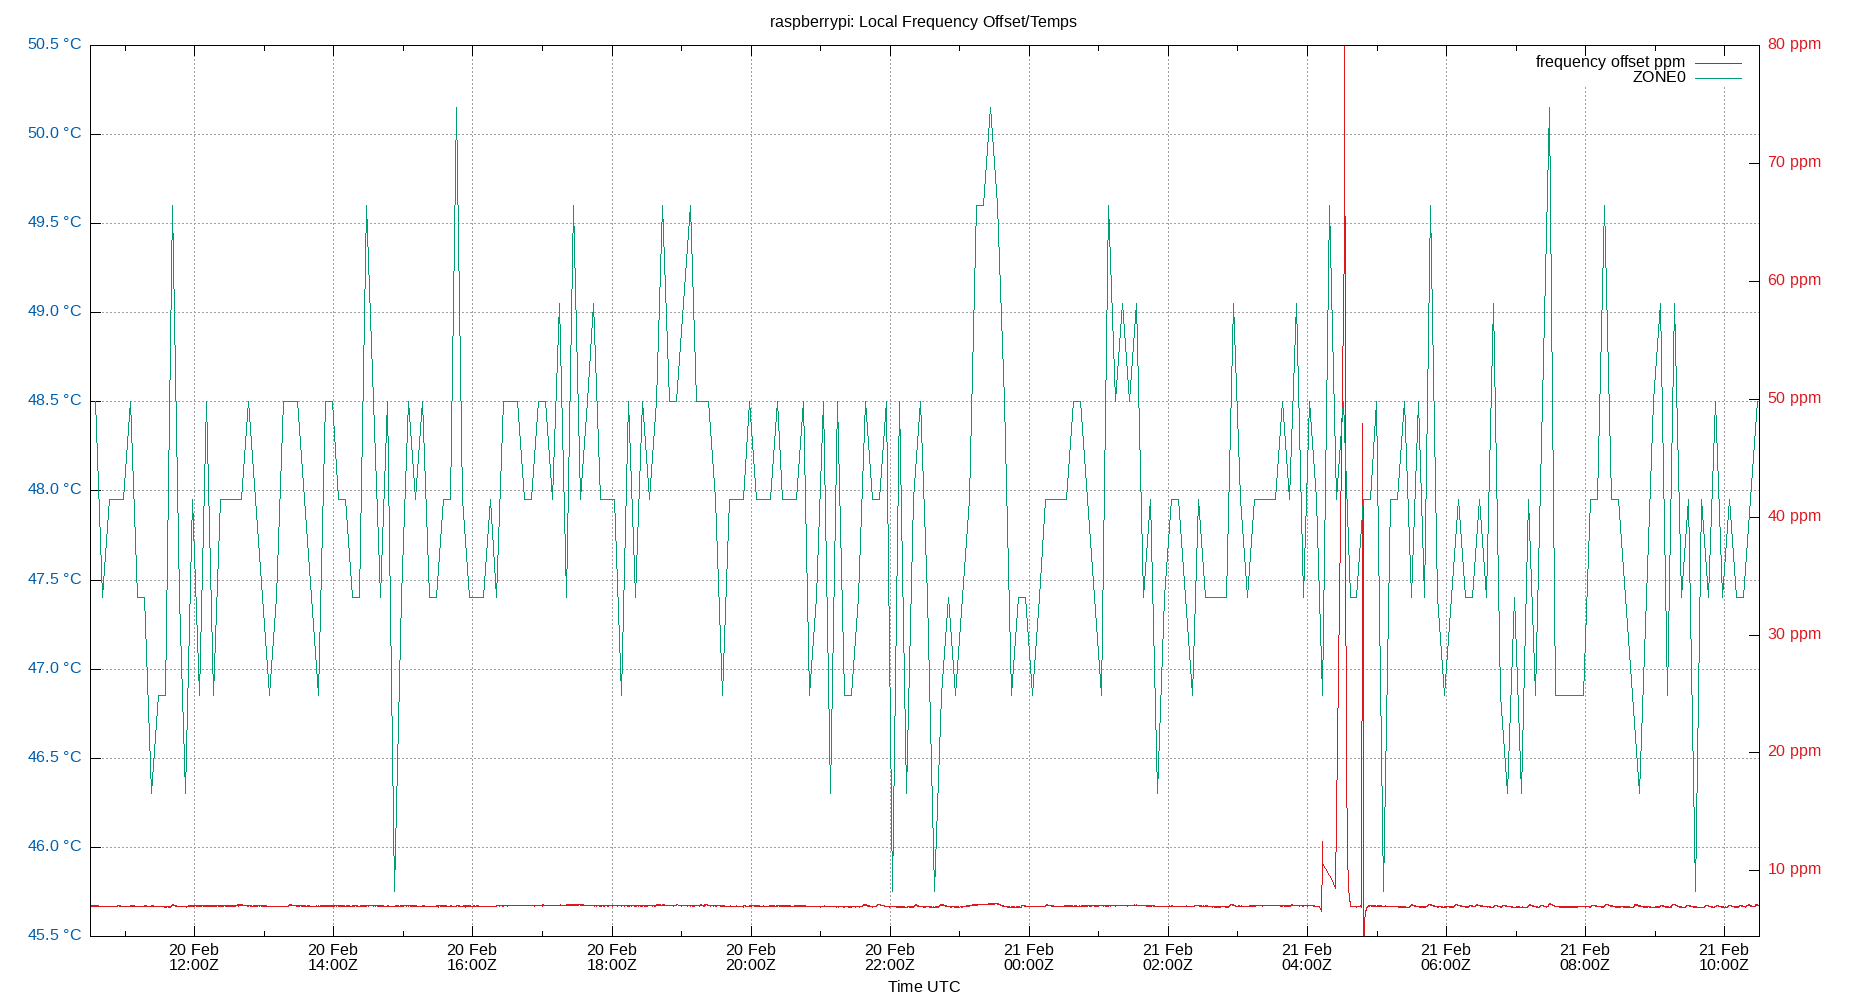 raspberrypi: Local Frequency Offset/Temps
50.5 °C
50.0 °C
49.5 °C
49.0 °C
48.5 °C
48.0 °C
47.5 °C
47.0 °C
46.5 °C
46.0 °C
45.5 °C
80 ppm
70 ppm
60 ppm
50 ppm
40 ppm
30 ppm
20 ppm
10 ppm
frequency offset ppm
ZONE0
20 Feb
12:00Z
20 Feb
14:00Z
20 Feb
16:00Z
20 Feb
18:00Z
20 Feb
20:00Z
20 Feb
22:00Z
21 Feb
00:00Z
21 Feb
02:00Z
21 Feb
04:00Z
21 Feb
06:00Z
21 Feb
08:00Z
21 Feb
10:00Z
Time UTC